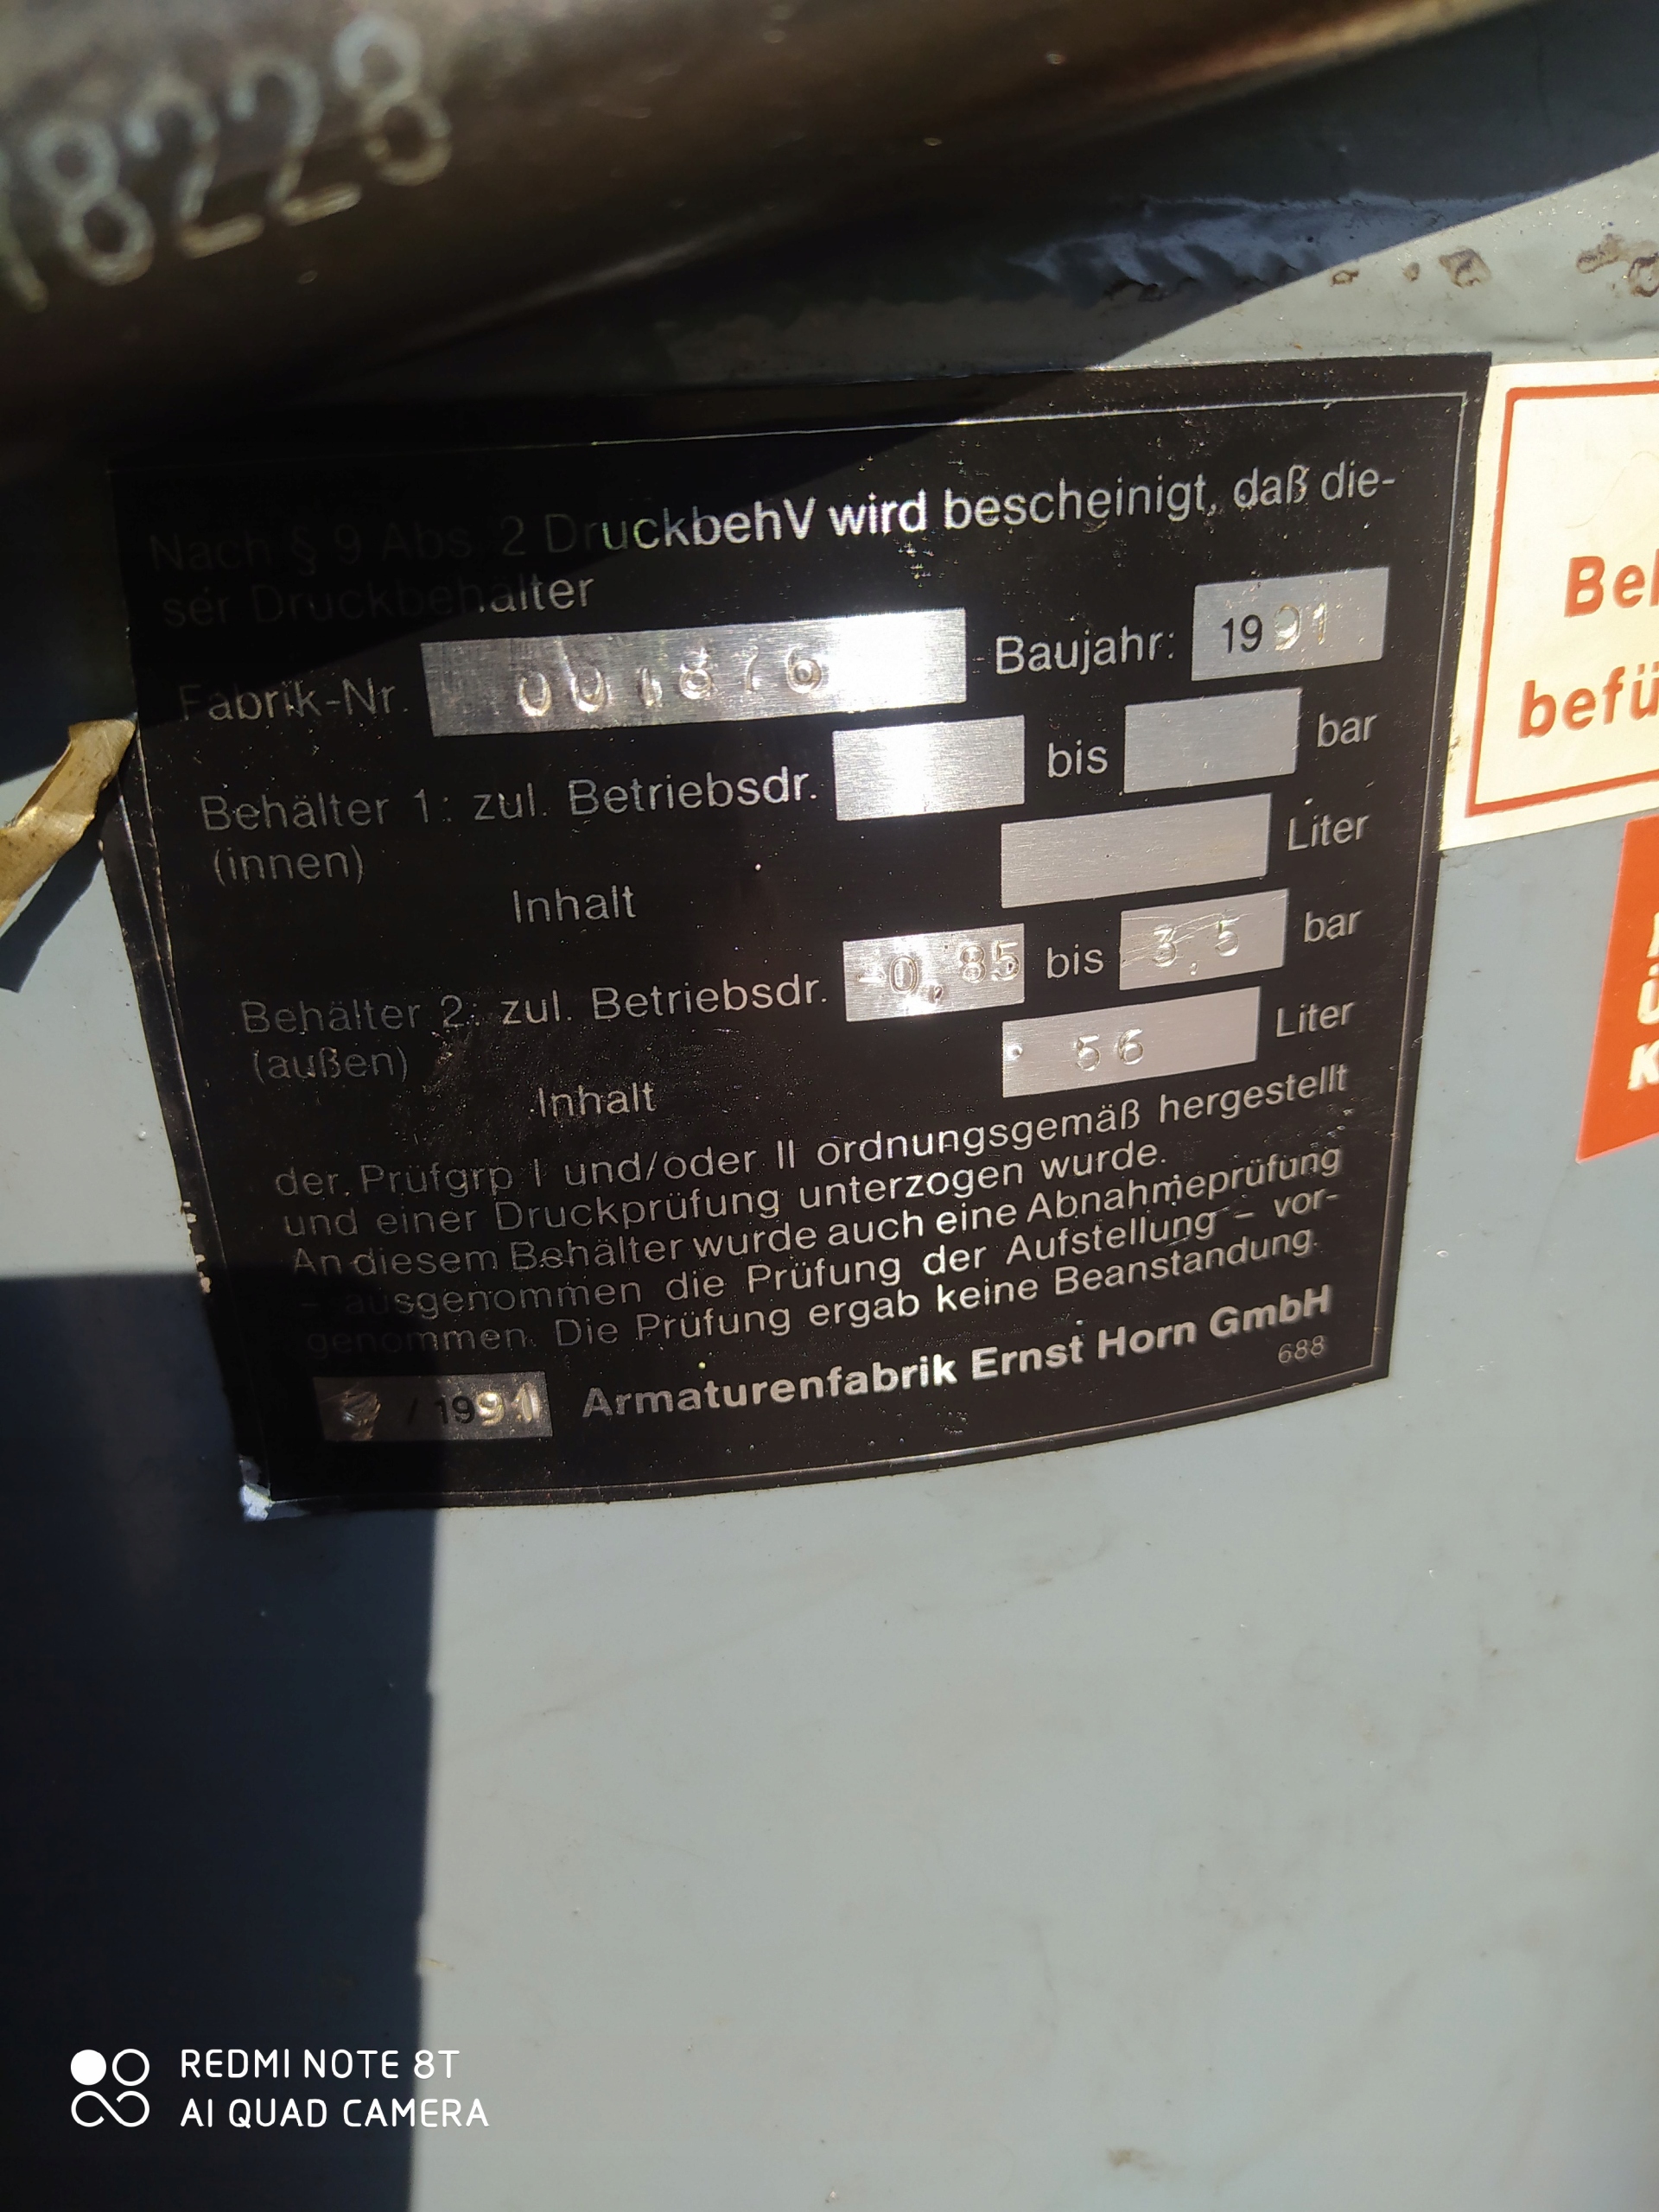 18228
Nach § 9 Abs. 2 DruckbehV wird bescheinigt, daß die-
ser Druckbehälter
Fabrik-Nr. Baujahr: 1991
Behälter 1: zul. Betriebsdr. bis bar
(innen)
Inhalt Liter
Behälter 2: zul. Betriebsdr. -0,85 bis 3,5 bar
(außen)
Inhalt 56 Liter
der Prüfgrp I und/oder II ordnungsgemäß hergestellt
und einer Druckprüfung unterzogen wurde.
An diesem Behälter wurde auch eine Abnahmeprüfung
– ausgenommen die Prüfung der Aufstellung – vor-
genommen. Die Prüfung ergab keine Beanstandung.
/ 1991 Armaturenfabrik Ernst Horn GmbH
688
befü
REDMI NOTE 8T
AI QUAD CAMERA